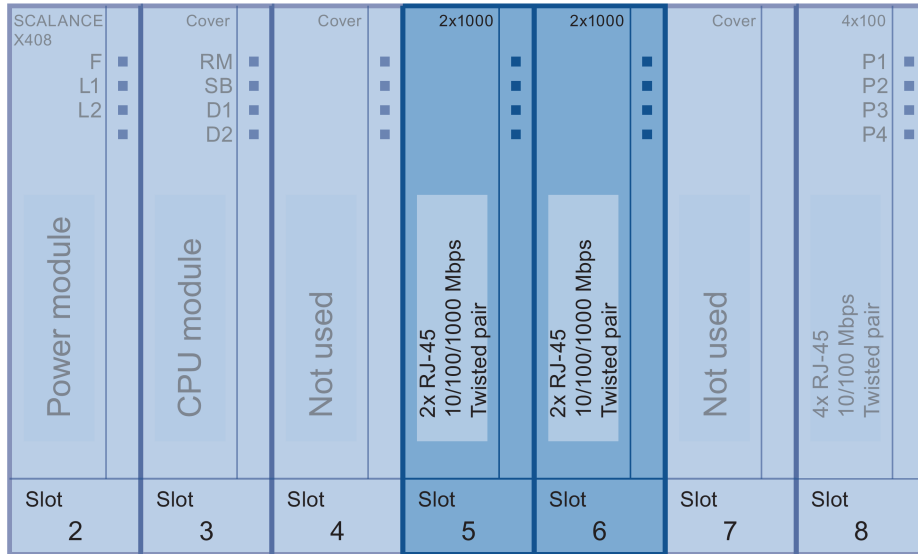 SCALANCE
X408
F
L1
L2
Power module
Slot
2
Cover
RM
SB
D1
D2
CPU module
Slot
3
Cover
Not used
Slot
4
2x1000
2x RJ-45
10/100/1000 Mbps
Twisted pair
Slot
5
2x1000
2x RJ-45
10/100/1000 Mbps
Twisted pair
Slot
6
Cover
Not used
Slot
7
4x100
P1
P2
P3
P4
4x RJ-45
10/100 Mbps
Twisted pair
Slot
8